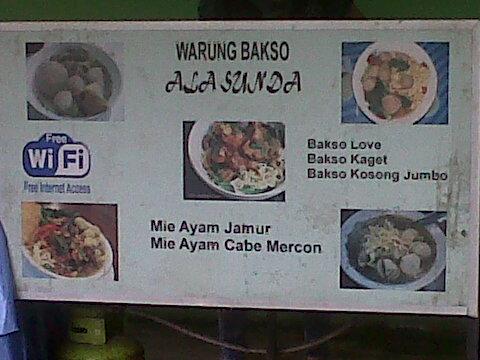 WARUNG BAKSO
ALA SUNDA
Free
WiFi
Free Internet Access
Bakso Love
Bakso Kaget
Bakso Kosong Jumbo
Mie Ayam Jamur
Mie Ayam Cabe Mercon